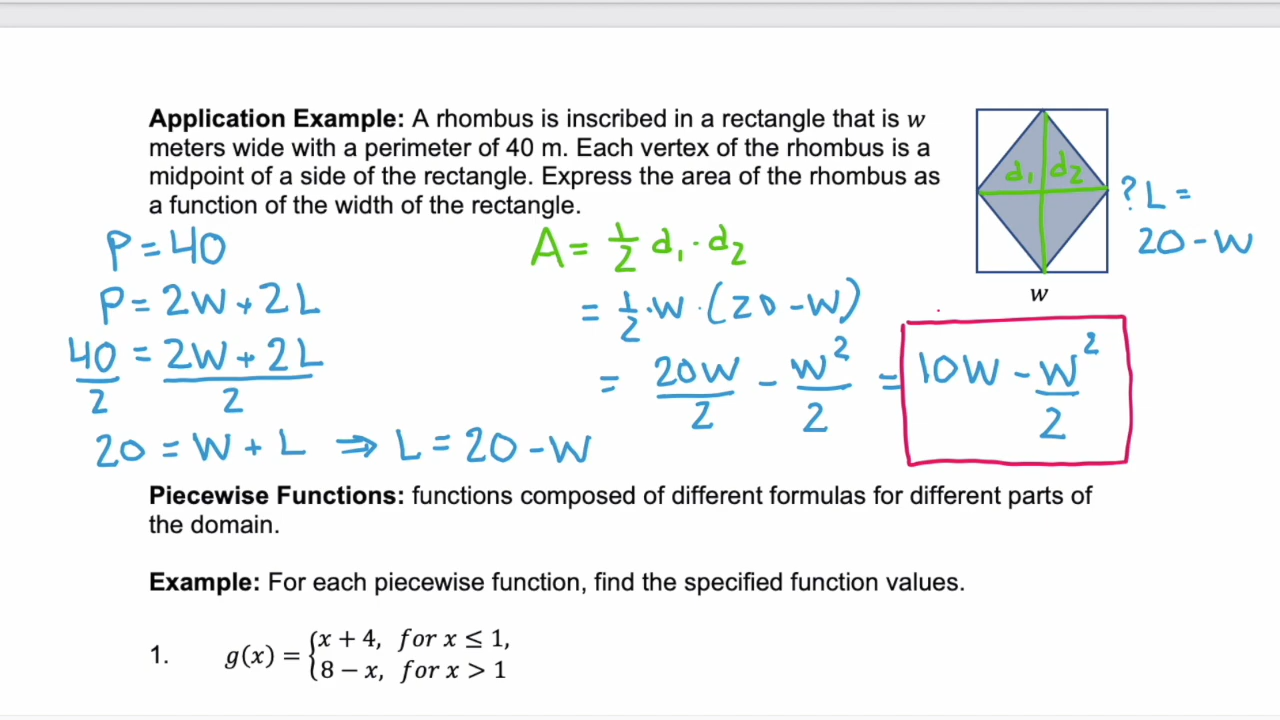 Application Example: A rhombus is inscribed in a rectangle that is w
meters wide with a perimeter of 40 m. Each vertex of the rhombus is a
midpoint of a side of the rectangle. Express the area of the rhombus as
a function of the width of the rectangle.
d₁ d₂
? L =
20 - W
w
P = 40
P = 2W + 2L
40/2 = (2W + 2L)/2
20 = W + L ⇒ L = 20 - W
A = 1/2 d₁ · d₂
= 1/2 · W · (20 - W)
= 20W/2 - W²/2 = 10W - W²/2
Piecewise Functions: functions composed of different formulas for different parts of
the domain.
Example: For each piecewise function, find the specified function values.
1. g(x) = {x + 4, for x ≤ 1,
8 − x, for x > 1